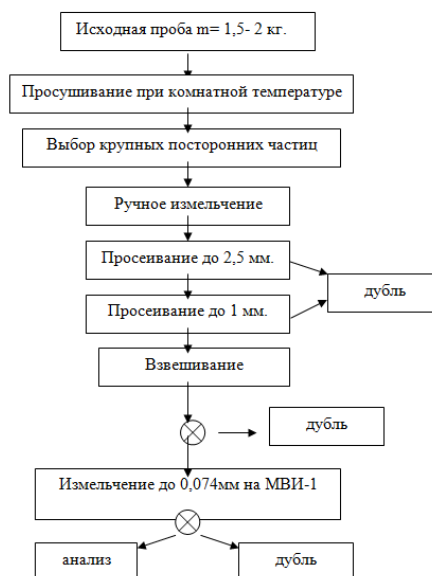 Исходная проба m= 1,5- 2 кг.
Просушивание при комнатной температуре
Выбор крупных посторонних частиц
Ручное измельчение
Просеивание до 2,5 мм.
дубль
Просеивание до 1 мм.
Взвешивание
дубль
Измельчение до 0,074мм на МВИ-1
анализ
дубль